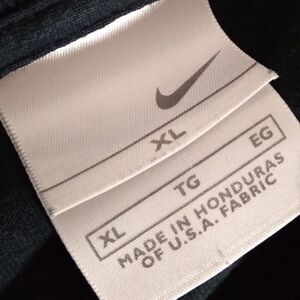 XL
XL TG EG
MADE IN HONDURAS
OF U.S.A. FABRIC